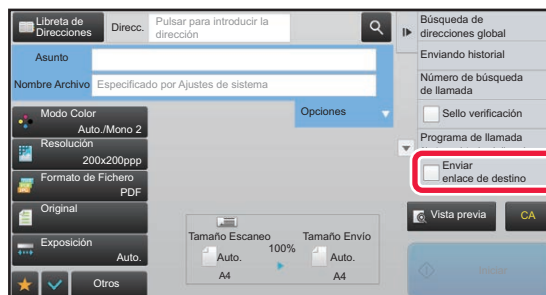 Libreta de
Direcciones
Direcc.
Pulsar para introducir la
dirección
Asunto
Nombre Archivo
Especificado por Ajustes de sistema
Opciones
Modo Color
Auto./Mono 2
Resolución
200x200ppp
Formato de Fichero
PDF
Original
Exposición
Auto.
Otros
Tamaño Escaneo
100%
Tamaño Envío
Auto.
Auto.
A4
A4
Búsqueda de
direcciones global
Enviando historial
Número de búsqueda
de llamada
Sello verificación
Programa de llamada
Enviar
enlace de destino
Vista previa
CA